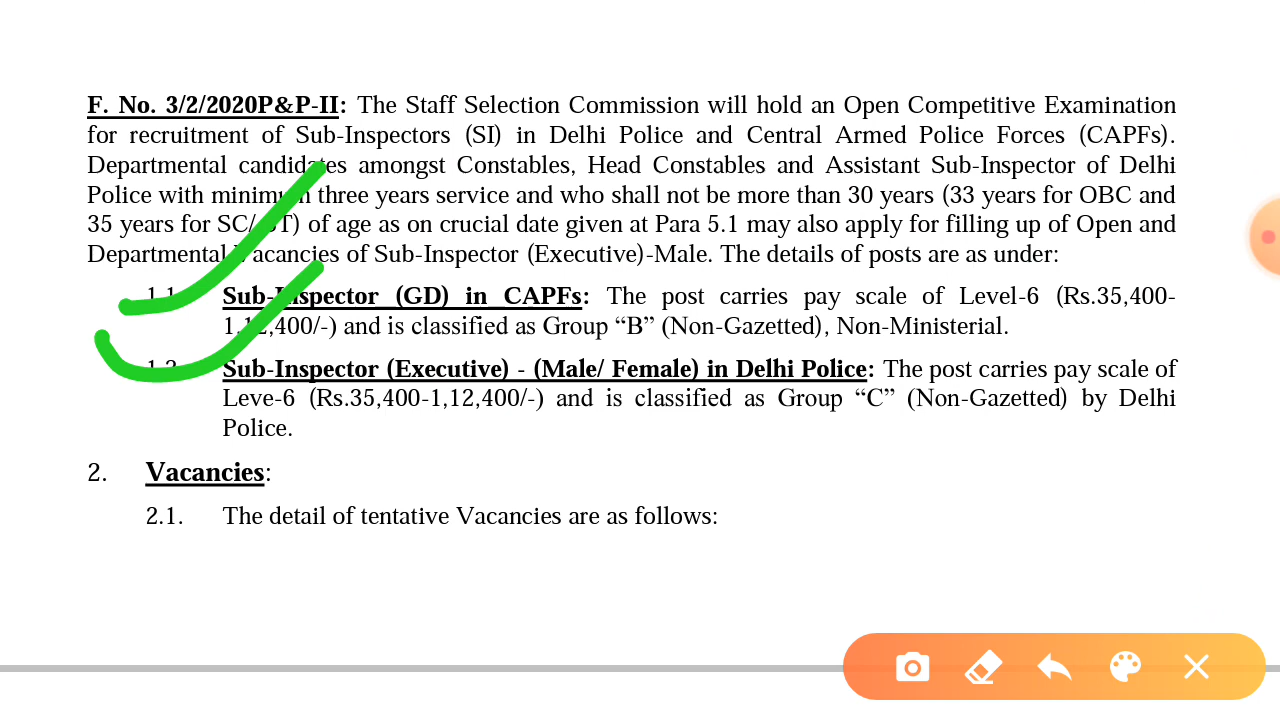 F. No. 3/2/2020P&P-II: The Staff Selection Commission will hold an Open Competitive Examination
for recruitment of Sub-Inspectors (SI) in Delhi Police and Central Armed Police Forces (CAPFs).
Departmental candidates amongst Constables, Head Constables and Assistant Sub-Inspector of Delhi
Police with minimum three years service and who shall not be more than 30 years (33 years for OBC and
35 years for SC/ ST) of age as on crucial date given at Para 5.1 may also apply for filling up of Open and
Departmental Vacancies of Sub-Inspector (Executive)-Male. The details of posts are as under:
1.1. Sub-Inspector (GD) in CAPFs: The post carries pay scale of Level-6 (Rs.35,400-
1,12,400/-) and is classified as Group “B” (Non-Gazetted), Non-Ministerial.
1.2. Sub-Inspector (Executive) - (Male/ Female) in Delhi Police: The post carries pay scale of
Leve-6 (Rs.35,400-1,12,400/-) and is classified as Group “C” (Non-Gazetted) by Delhi
Police.
2. Vacancies:
2.1. The detail of tentative Vacancies are as follows: